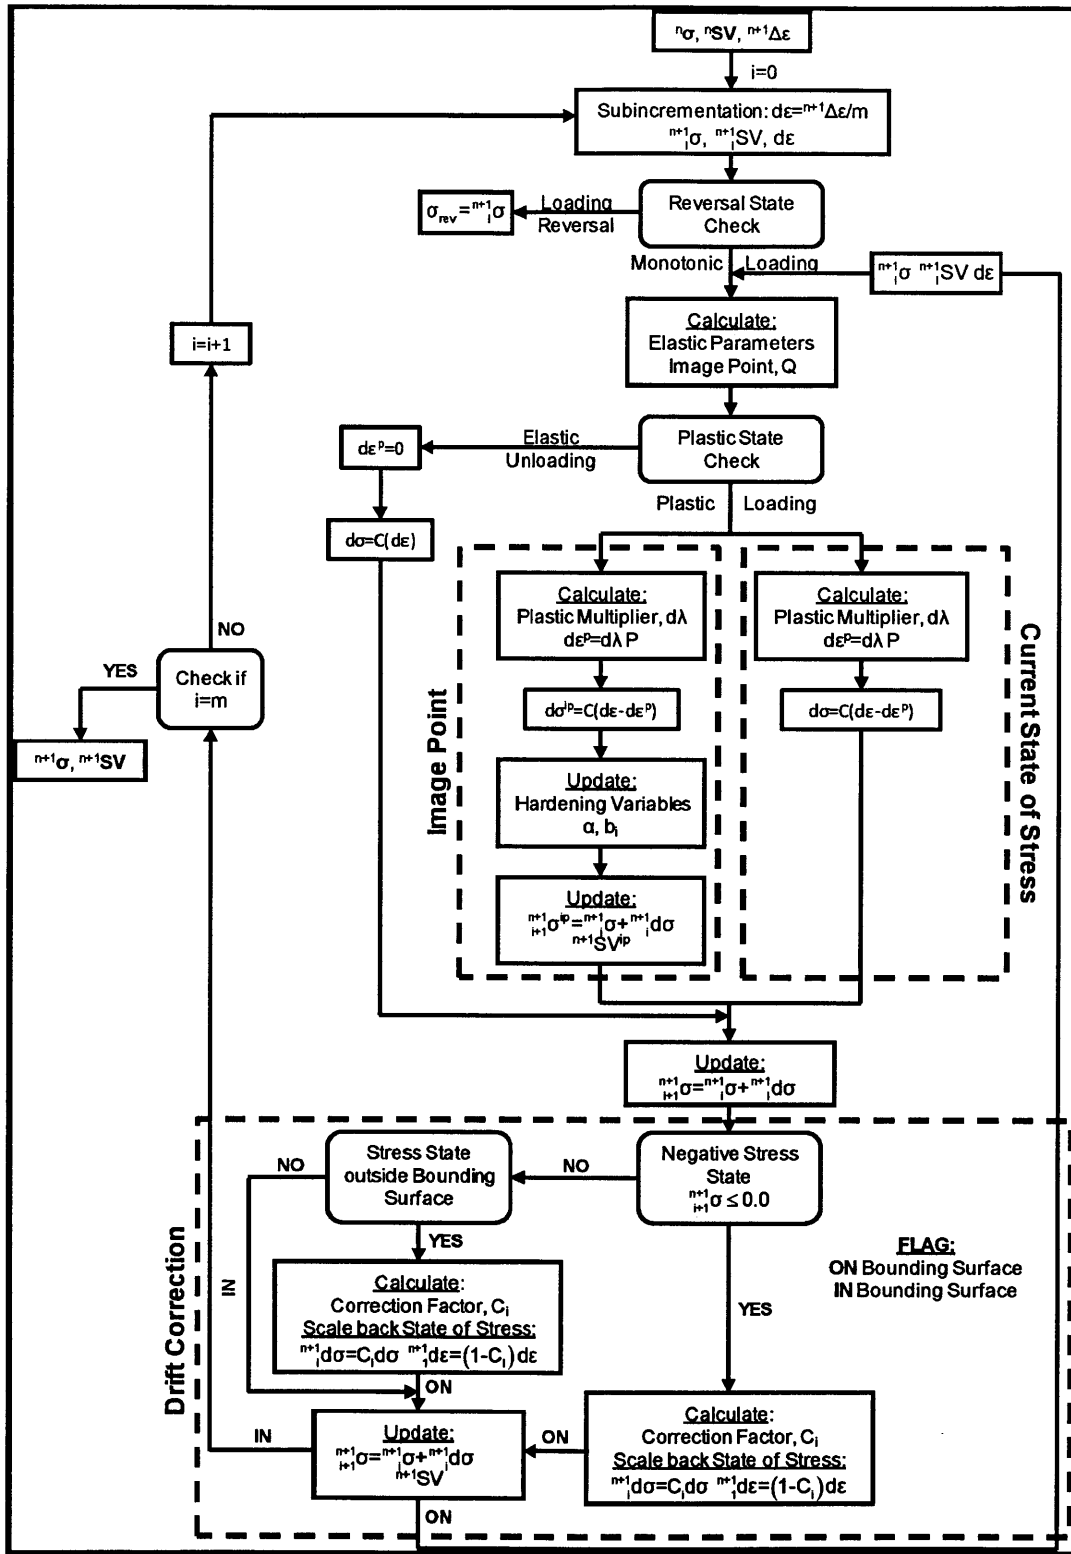 ⁿσ, ⁿSV, ⁿ⁺¹Δε
i=0
Subincrementation: dε=ⁿ⁺¹Δε/m
ⁿ⁺¹ᵢσ, ⁿ⁺¹ᵢSV, dε
Reversal State
Check
Loading
Reversal
σrev=ⁿ⁺¹ᵢσ
Monotonic Loading
ⁿ⁺¹ᵢσ ⁿ⁺¹ᵢSV dε
Calculate:
Elastic Parameters
Image Point, Q
i=i+1
Plastic State
Check
Elastic
Unloading
dεᵖ=0
Plastic Loading
dσ=C(dε)
Image Point
Calculate:
Plastic Multiplier, dλ
dεᵖ=dλ P
dσⁱᵖ=C(dε-dεᵖ)
Update:
Hardening Variables
α, bᵢ
Update:
ⁿ⁺¹ᵢ₊₁σⁱᵖ=ⁿ⁺¹ᵢσ+ⁿ⁺¹ᵢdσ
ⁿ⁺¹SVⁱᵖ
Current State of Stress
Calculate:
Plastic Multiplier, dλ
dεᵖ=dλ P
dσ=C(dε-dεᵖ)
NO
YES
Check if
i=m
ⁿ⁺¹σ, ⁿ⁺¹SV
Update:
ⁿ⁺¹ᵢ₊₁σ=ⁿ⁺¹ᵢσ+ⁿ⁺¹ᵢdσ
Drift Correction
Negative Stress
State
ⁿ⁺¹ᵢ₊₁σ ≤ 0.0
NO
Stress State
outside Bounding
Surface
NO
YES
IN
YES
FLAG:
ON Bounding Surface
IN Bounding Surface
Calculate:
Correction Factor, Cᵢ
Scale back State of Stress:
ⁿ⁺¹ᵢdσ=Cᵢdσ ⁿ⁺¹₁dε=(1-Cᵢ)dε
ON
Calculate:
Correction Factor, Cᵢ
Scale back State of Stress:
ⁿ⁺¹ᵢdσ=Cᵢdσ ⁿ⁺¹₁dε=(1-Cᵢ)dε
ON
Update:
ⁿ⁺¹ᵢ₊₁σ=ⁿ⁺¹ᵢσ+ⁿ⁺¹ᵢdσ
ⁿ⁺¹SV
IN
ON